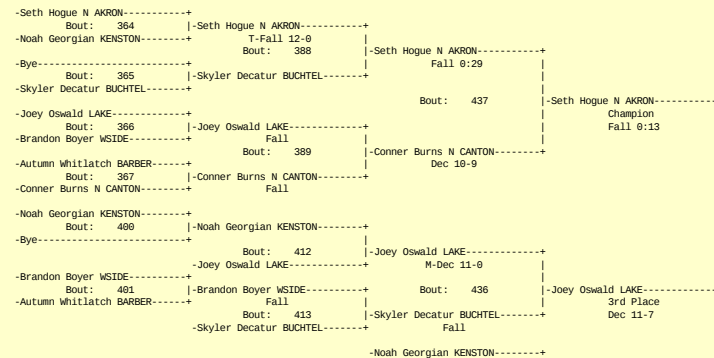 -Seth Hogue N AKRON-----------+
Bout: 364 |-Seth Hogue N AKRON-----------+
-Noah Georgian KENSTON--------+ T-Fall 12-0 |
Bout: 388 |-Seth Hogue N AKRON-----------+
-Bye--------------------------+ | Fall 0:29 |
Bout: 365 |-Skyler Decatur BUCHTEL-------+ |
-Skyler Decatur BUCHTEL-------+ |
Bout: 437 |-Seth Hogue N AKRON-----------
-Joey Oswald LAKE-------------+ | Champion
Bout: 366 |-Joey Oswald LAKE-------------+ | Fall 0:13
-Brandon Boyer WSIDE----------+ Fall | |
Bout: 389 |-Conner Burns N CANTON--------+
-Autumn Whitlatch BARBER------+ | Dec 10-9
Bout: 367 |-Conner Burns N CANTON--------+
-Conner Burns N CANTON--------+ Fall
-Noah Georgian KENSTON--------+
Bout: 400 |-Noah Georgian KENSTON--------+
-Bye--------------------------+ |
Bout: 412 |-Joey Oswald LAKE-------------+
-Joey Oswald LAKE-------------+ M-Dec 11-0 |
-Brandon Boyer WSIDE----------+ |
Bout: 401 |-Brandon Boyer WSIDE----------+ Bout: 436 |-Joey Oswald LAKE-------------
-Autumn Whitlatch BARBER------+ Fall | | 3rd Place
Bout: 413 |-Skyler Decatur BUCHTEL-------+ Dec 11-7
-Skyler Decatur BUCHTEL-------+ Fall
-Noah Georgian KENSTON--------+